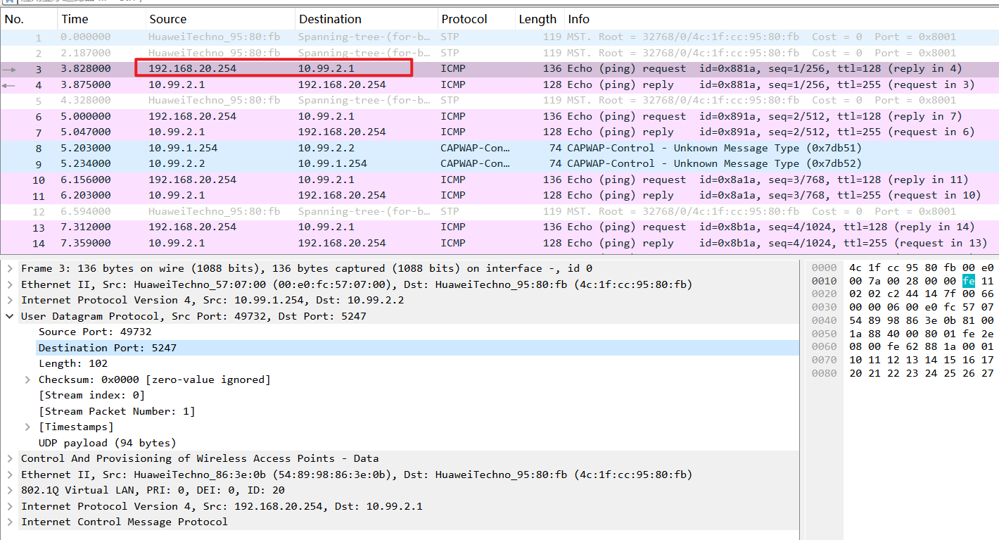 No. Time Source Destination Protocol Length Info
1 0.000000 HuaweiTechno_95:80:fb Spanning-tree-(for-b… STP 119 MST. Root = 32768/0/4c:1f:cc:95:80:fb Cost = 0 Port = 0x8001
2 2.187000 HuaweiTechno_95:80:fb Spanning-tree-(for-b… STP 119 MST. Root = 32768/0/4c:1f:cc:95:80:fb Cost = 0 Port = 0x8001
3 3.828000 192.168.20.254 10.99.2.1 ICMP 136 Echo (ping) request id=0x881a, seq=1/256, ttl=128 (reply in 4)
4 3.875000 10.99.2.1 192.168.20.254 ICMP 128 Echo (ping) reply id=0x881a, seq=1/256, ttl=255 (request in 3)
5 4.328000 HuaweiTechno_95:80:fb Spanning-tree-(for-b… STP 119 MST. Root = 32768/0/4c:1f:cc:95:80:fb Cost = 0 Port = 0x8001
6 5.000000 192.168.20.254 10.99.2.1 ICMP 136 Echo (ping) request id=0x891a, seq=2/512, ttl=128 (reply in 7)
7 5.047000 10.99.2.1 192.168.20.254 ICMP 128 Echo (ping) reply id=0x891a, seq=2/512, ttl=255 (request in 6)
8 5.203000 10.99.1.254 10.99.2.2 CAPWAP-Con… 74 CAPWAP-Control - Unknown Message Type (0x7db51)
9 5.234000 10.99.2.2 10.99.1.254 CAPWAP-Con… 74 CAPWAP-Control - Unknown Message Type (0x7db52)
10 6.156000 192.168.20.254 10.99.2.1 ICMP 136 Echo (ping) request id=0x8a1a, seq=3/768, ttl=128 (reply in 11)
11 6.203000 10.99.2.1 192.168.20.254 ICMP 128 Echo (ping) reply id=0x8a1a, seq=3/768, ttl=255 (request in 10)
12 6.594000 HuaweiTechno_95:80:fb Spanning-tree-(for-b… STP 119 MST. Root = 32768/0/4c:1f:cc:95:80:fb Cost = 0 Port = 0x8001
13 7.312000 192.168.20.254 10.99.2.1 ICMP 136 Echo (ping) request id=0x8b1a, seq=4/1024, ttl=128 (reply in 14)
14 7.359000 10.99.2.1 192.168.20.254 ICMP 128 Echo (ping) reply id=0x8b1a, seq=4/1024, ttl=255 (request in 13)
Frame 3: 136 bytes on wire (1088 bits), 136 bytes captured (1088 bits) on interface -, id 0
Ethernet II, Src: HuaweiTechno_57:07:00 (00:e0:fc:57:07:00), Dst: HuaweiTechno_95:80:fb (4c:1f:cc:95:80:fb)
Internet Protocol Version 4, Src: 10.99.1.254, Dst: 10.99.2.2
User Datagram Protocol, Src Port: 49732, Dst Port: 5247
Source Port: 49732
Destination Port: 5247
Length: 102
Checksum: 0x0000 [zero-value ignored]
[Stream index: 0]
[Stream Packet Number: 1]
[Timestamps]
UDP payload (94 bytes)
Control And Provisioning of Wireless Access Points - Data
Ethernet II, Src: HuaweiTechno_86:3e:0b (54:89:98:86:3e:0b), Dst: HuaweiTechno_95:80:fb (4c:1f:cc:95:80:fb)
802.1Q Virtual LAN, PRI: 0, DEI: 0, ID: 20
Internet Protocol Version 4, Src: 192.168.20.254, Dst: 10.99.2.1
Internet Control Message Protocol
0000 4c 1f cc 95 80 fb 00 e0
0010 00 7a 00 28 00 00 fe 11
0020 02 02 c2 44 14 7f 00 66
0030 00 00 06 00 e0 fc 57 07
0040 54 89 98 86 3e 0b 81 00
0050 1a 88 40 00 80 01 fe 2e
0060 08 00 fe 62 88 1a 00 01
0070 10 11 12 13 14 15 16 17
0080 20 21 22 23 24 25 26 27